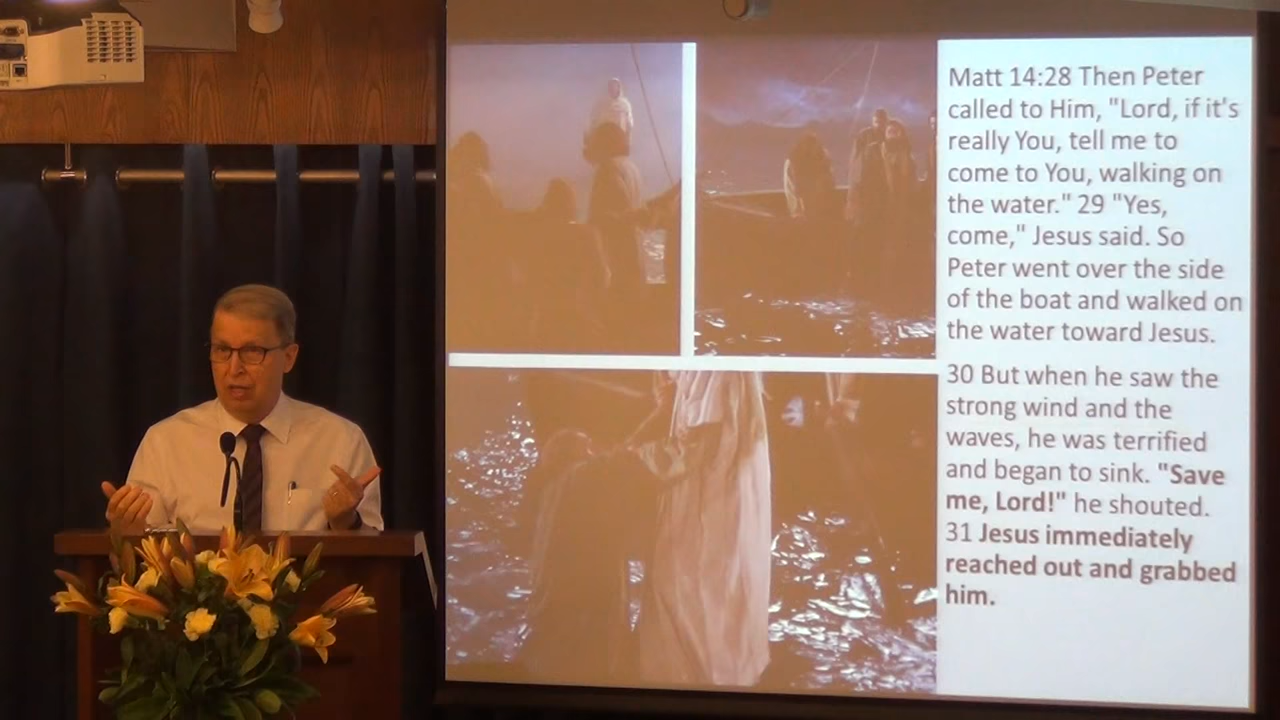 Matt 14:28 Then Peter
called to Him, "Lord, if it's
really You, tell me to
come to You, walking on
the water." 29 "Yes,
come," Jesus said. So
Peter went over the side
of the boat and walked on
the water toward Jesus.
30 But when he saw the
strong wind and the
waves, he was terrified
and began to sink. "Save
me, Lord!" he shouted.
31 Jesus immediately
reached out and grabbed
him.